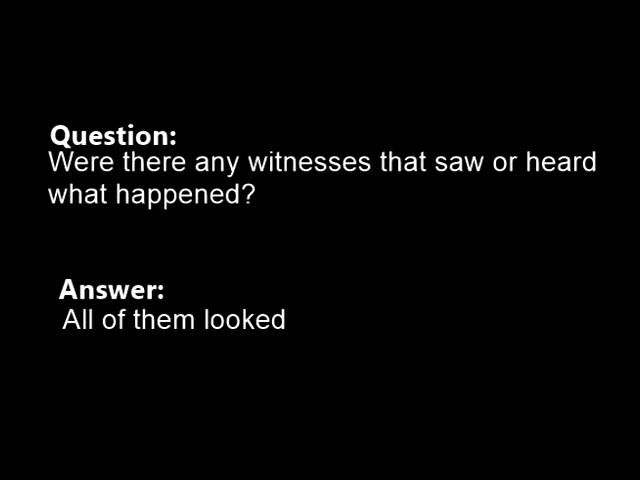 Question:
Were there any witnesses that saw or heard
what happened?
Answer:
All of them looked